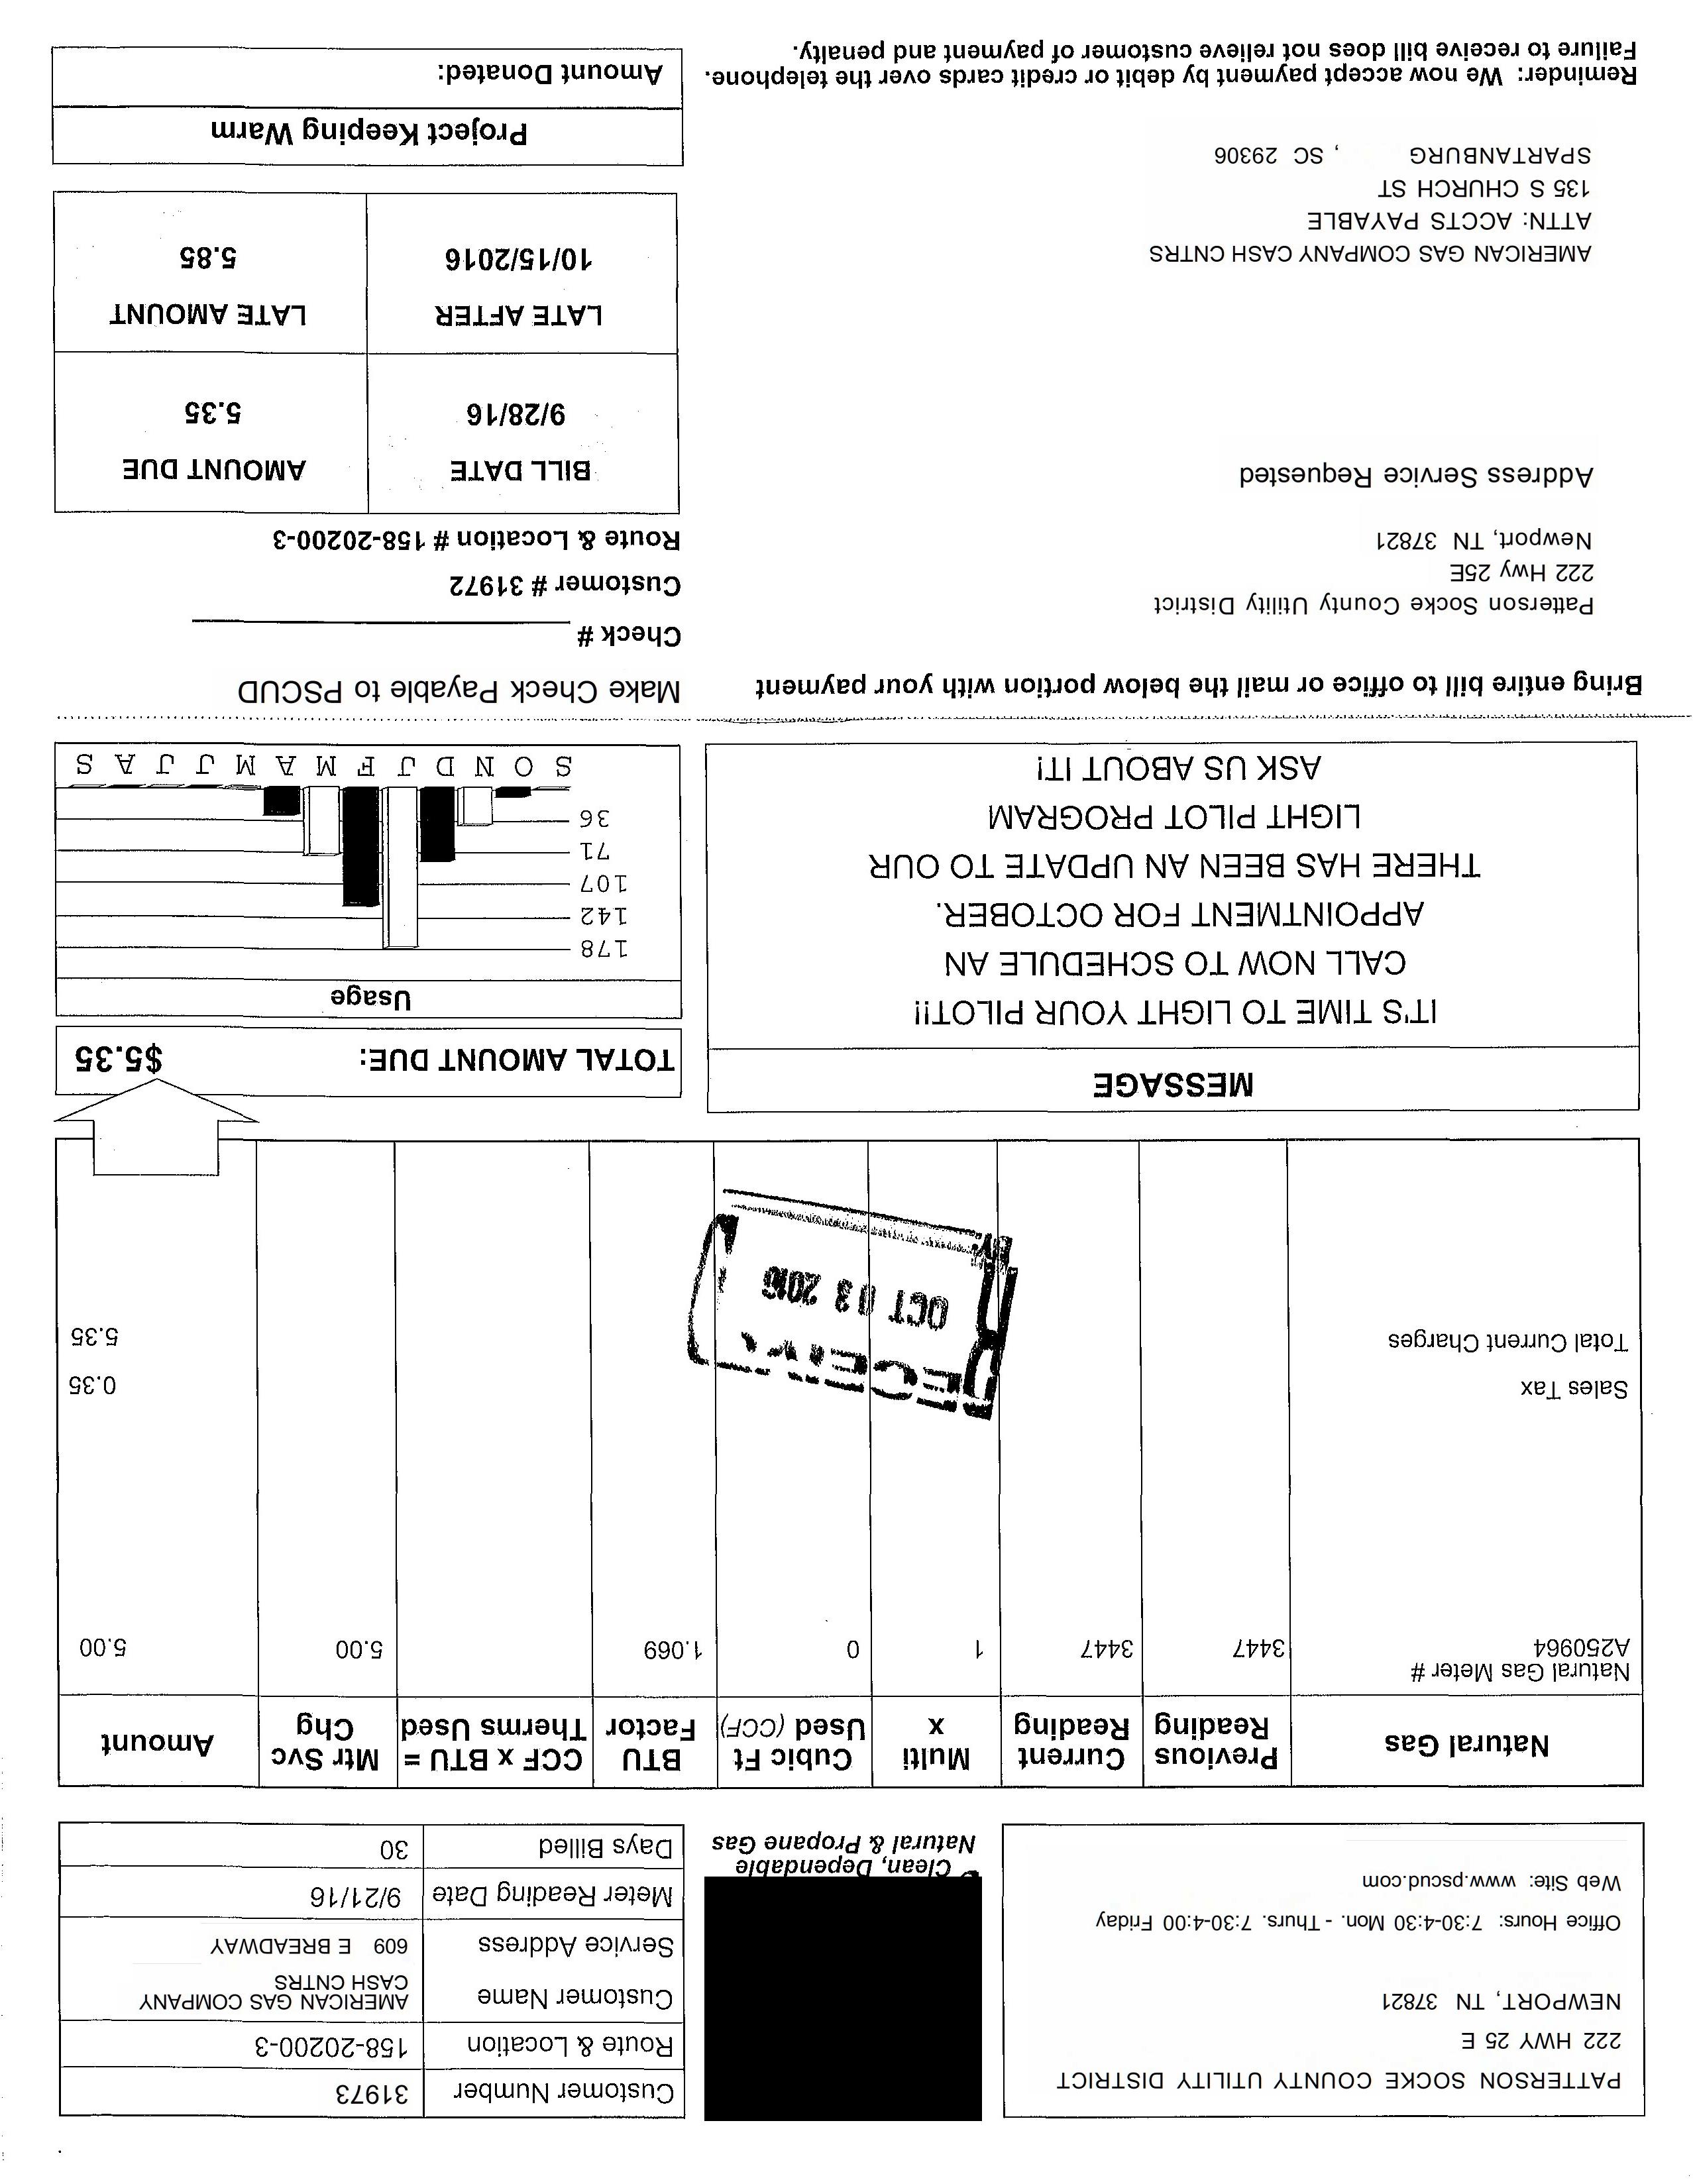 PATTERSON SOCKE COUNTY UTILITY DISTRICT
222 HWY 25 E
NEWPORT, TN 37821
Office Hours: 7:30-4:30 Mon. - Thurs. 7:30-4:00 Friday
Web Site: www.pscud.com
Clean, Dependable
Natural & Propane Gas
Customer Number 31973
Route & Location 158-20200-3
Customer Name AMERICAN GAS COMPANY
CASH CNTRS
Service Address 609 E BREADWAY
Meter Reading Date 9/21/16
Days Billed 30
Natural Gas Previous Reading Current Reading Multi x Cubic Ft Used (CCF) BTU Factor CCF x BTU = Therms Used Mtr Svc Chg Amount
Natural Gas Meter #
A250964 3447 3447 1 0 1.069 5.00 5.00
Sales Tax 0.35
Total Current Charges 5.35
OCT 03 2016
MESSAGE
IT'S TIME TO LIGHT YOUR PILOT!!
CALL NOW TO SCHEDULE AN
APPOINTMENT FOR OCTOBER.
THERE HAS BEEN AN UPDATE TO OUR
LIGHT PILOT PROGRAM
ASK US ABOUT IT!
TOTAL AMOUNT DUE: $5.35
Usage
178
142
107
71
36
S O N D J F M A M J J A S
Bring entire bill to office or mail the below portion with your payment
Make Check Payable to PSCUD
Patterson Socke County Utility District
222 Hwy 25E
Newport, TN 37821
Address Service Requested
Check #
Customer # 31972
Route & Location # 158-20200-3
BILL DATE AMOUNT DUE
9/28/16 5.35
LATE AFTER LATE AMOUNT
10/15/2016 5.85
AMERICAN GAS COMPANY CASH CNTRS
ATTN: ACCTS PAYABLE
135 S CHURCH ST
SPARTANBURG , SC 29306
Project Keeping Warm
Amount Donated:
Reminder: We now accept payment by debit or credit cards over the telephone.
Failure to receive bill does not relieve customer of payment and penalty.